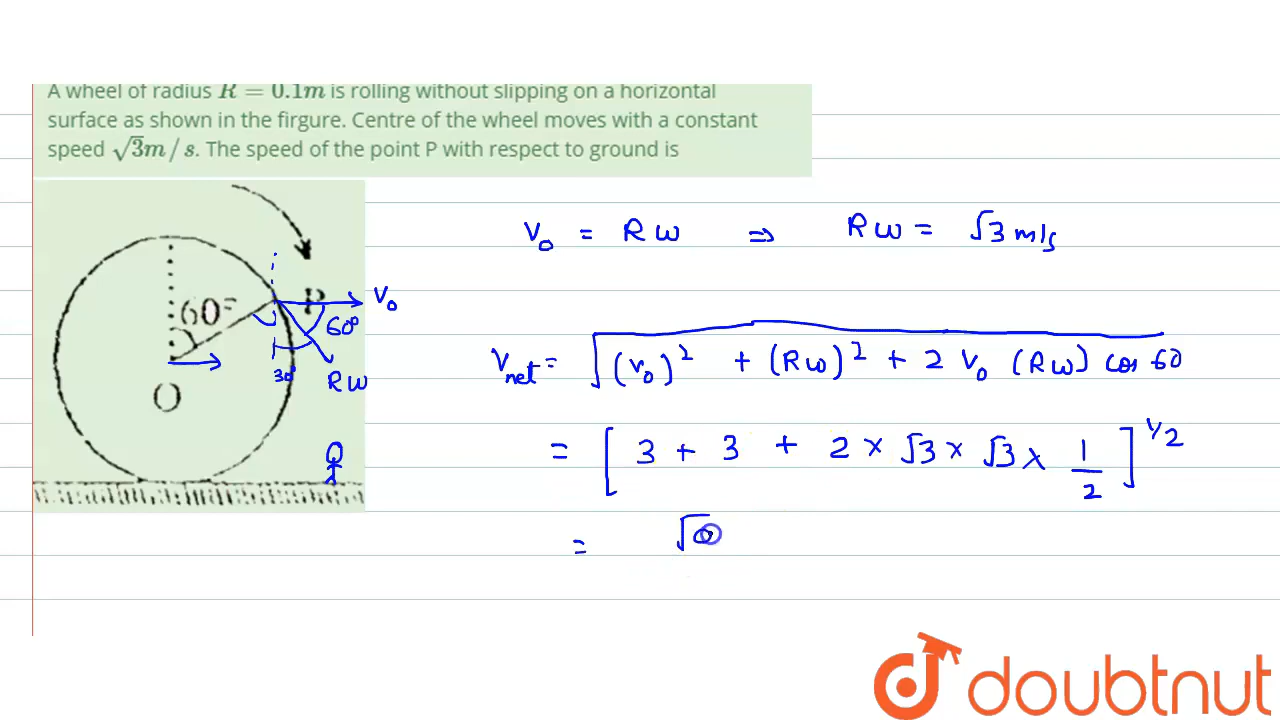 A wheel of radius R = 0.1m is rolling without slipping on a horizontal
surface as shown in the firgure. Centre of the wheel moves with a constant
speed √3m/s. The speed of the point P with respect to ground is
V₀ = Rω ⇒ Rω = √3 m/s
60°
P
V₀
60°
30°
Rω
O
Vnet = √(V₀)² + (Rω)² + 2 V₀ (Rω) cos 60
= [3 + 3 + 2 × √3 × √3 × 1/2]^1/2
= √
doubtnut